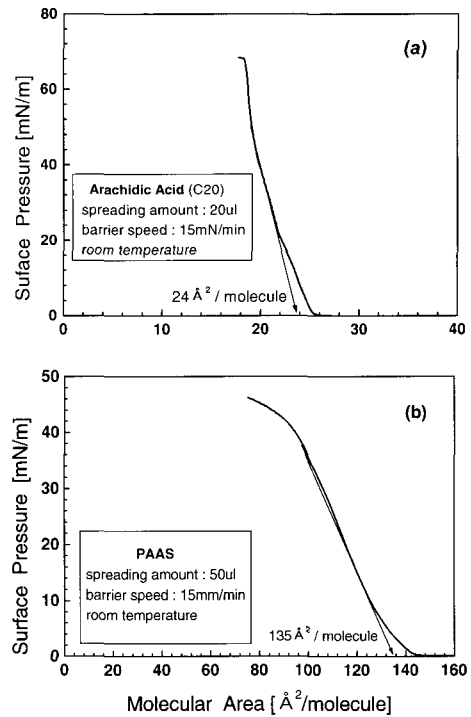 (a)
80
60
40
20
0
Suface Pressure [mN/m]
Arachidic Acid (C20)
spreading amount : 20ul
barrier speed : 15mN/min
room temperature
24 Å² / molecule
0 10 20 30 40
(b)
50
40
30
20
10
0
Surface Pressure [mN/m]
PAAS
spreading amount : 50ul
barrier speed : 15mm/min
room temperature
135 Å² / molecule
0 20 40 60 80 100 120 140 160
Molecular Area [Å²/molecule]